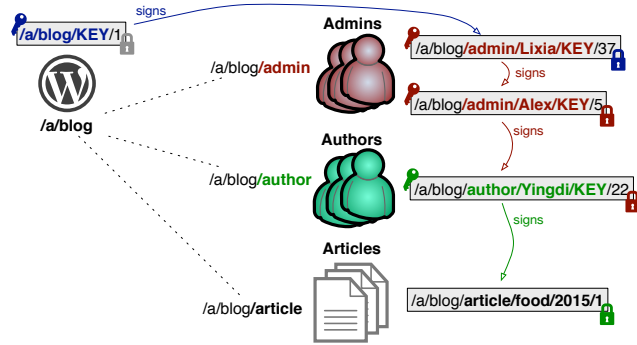 signs
/a/blog/KEY/1
Admins
/a/blog/admin
/a/blog/admin/Lixia/KEY/37
signs
/a/blog/admin/Alex/KEY/5
/a/blog
signs
Authors
/a/blog/author
/a/blog/author/Yingdi/KEY/22
signs
Articles
/a/blog/article
/a/blog/article/food/2015/1